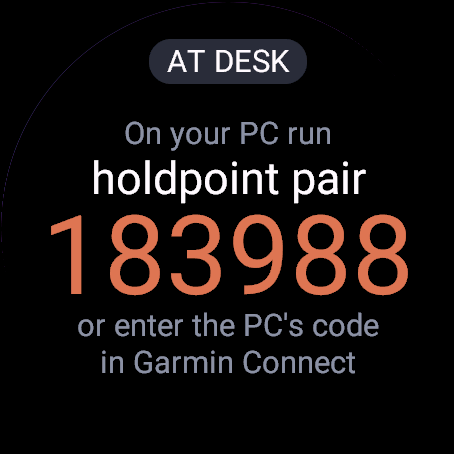 AT DESK
On your PC run
holdpoint pair
183988
or enter the PC's code
in Garmin Connect